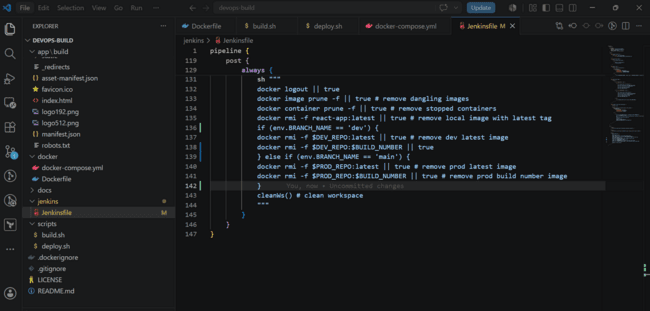 File Edit Selection View Go Run ···
devops-build
Update
EXPLORER ···
DEVOPS-BUILD
app\build
_redirects
asset-manifest.json
favicon.ico
index.html
logo192.png
logo512.png
manifest.json
robots.txt
docker
docker-compose.yml
Dockerfile
docs
jenkins
Jenkinsfile M
scripts
build.sh
deploy.sh
.dockerignore
.gitignore
LICENSE
README.md
Dockerfile build.sh deploy.sh docker-compose.yml Jenkinsfile M
jenkins > Jenkinsfile
1 pipeline {
119 post {
120 always {
131 sh """
132 docker logout || true
133 docker image prune -f || true # remove dangling images
134 docker container prune -f || true # remove stopped containers
135 docker rmi -f react-app:latest || true # remove local image with latest tag
136 if (env.BRANCH_NAME == 'dev') {
137 docker rmi -f $DEV_REPO:latest || true # remove dev latest image
138 docker rmi -f $DEV_REPO:$BUILD_NUMBER || true
139 } else if (env.BRANCH_NAME == 'main') {
140 docker rmi -f $PROD_REPO:latest || true # remove prod latest image
141 docker rmi -f $PROD_REPO:$BUILD_NUMBER || true # remove prod build number image
142 } You, now • Uncommitted changes
143 cleanWs() # clean workspace
144 """
145 }
146 }
147 }